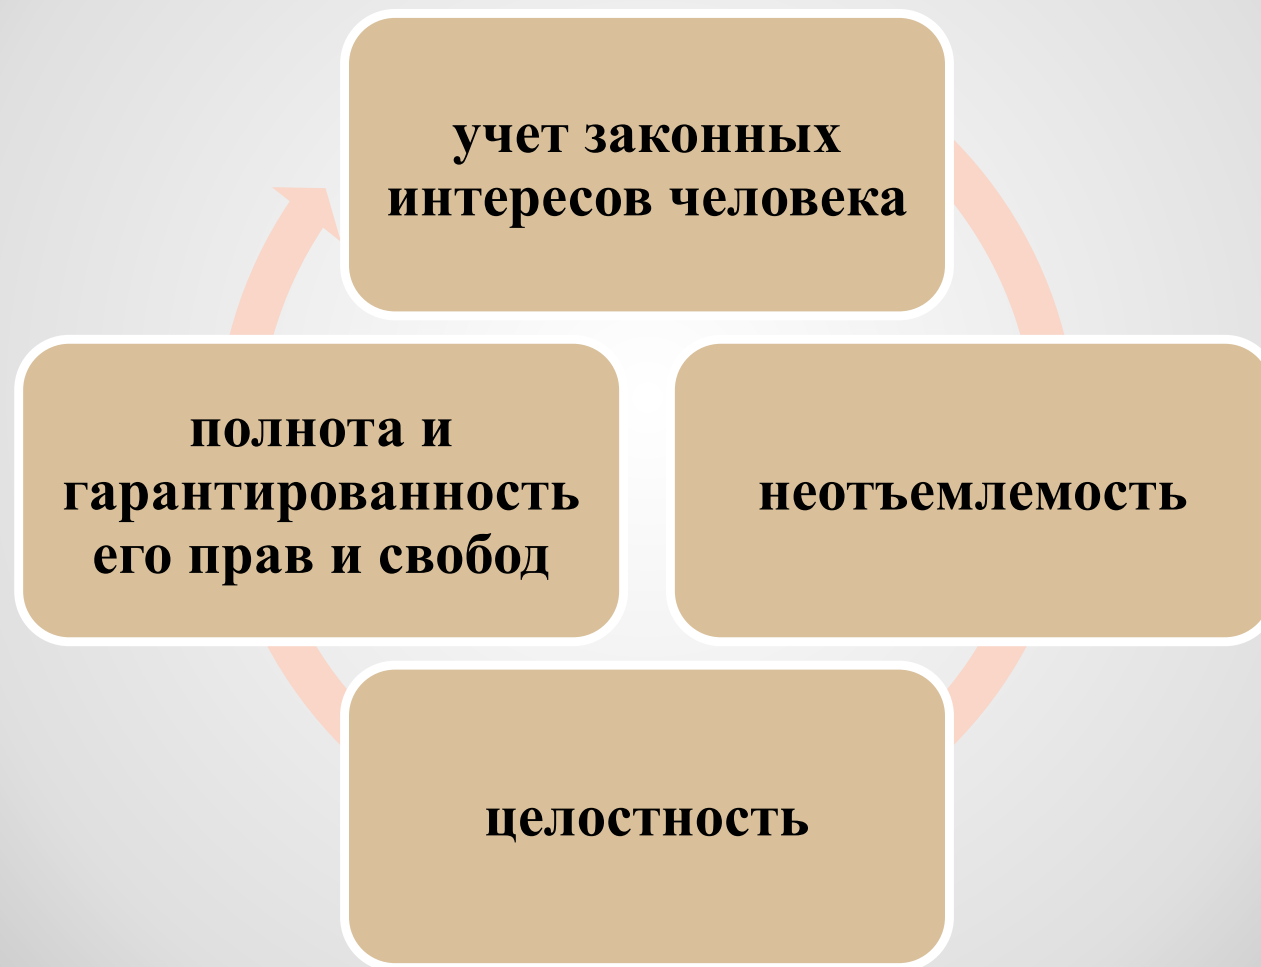 учет законных
интересов человека
полнота и
гарантированность
его прав и свобод
неотъемлемость
целостность